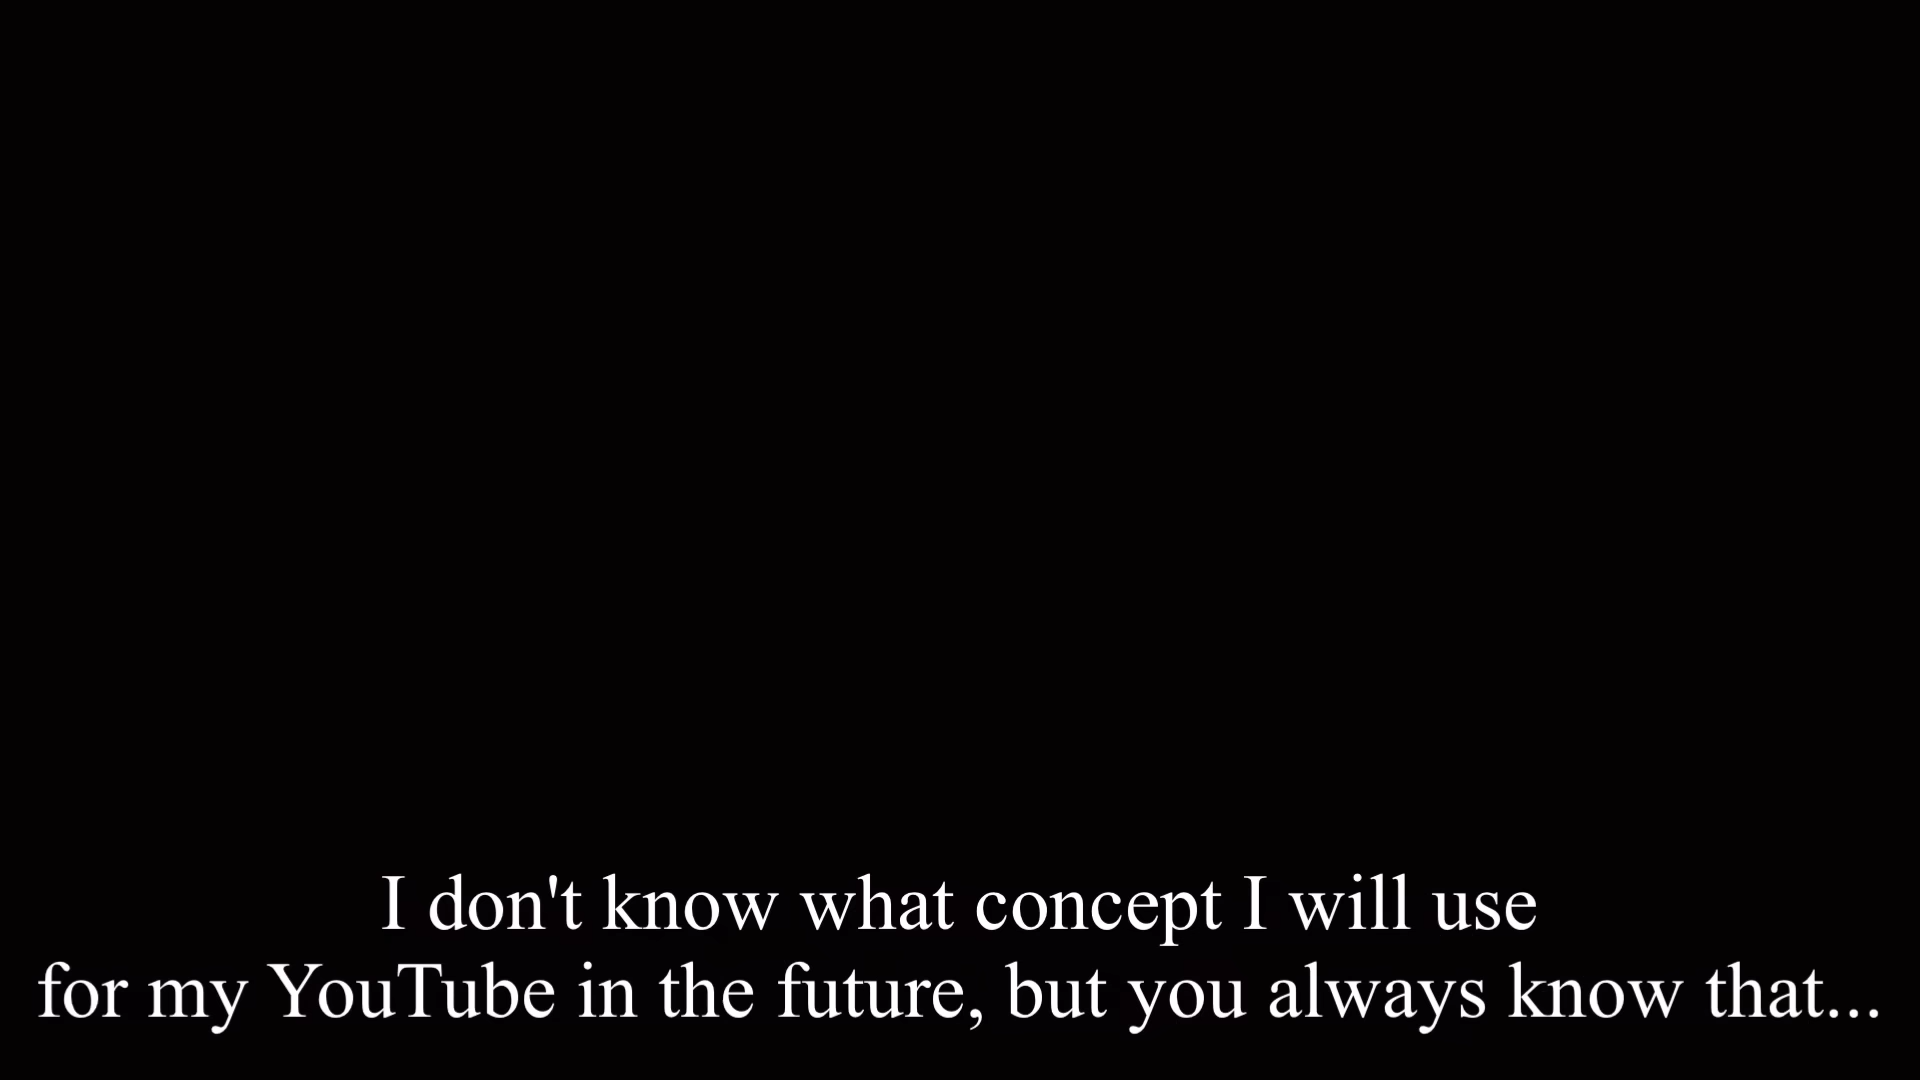 I don't know what concept I will use
for my YouTube in the future, but you always know that...